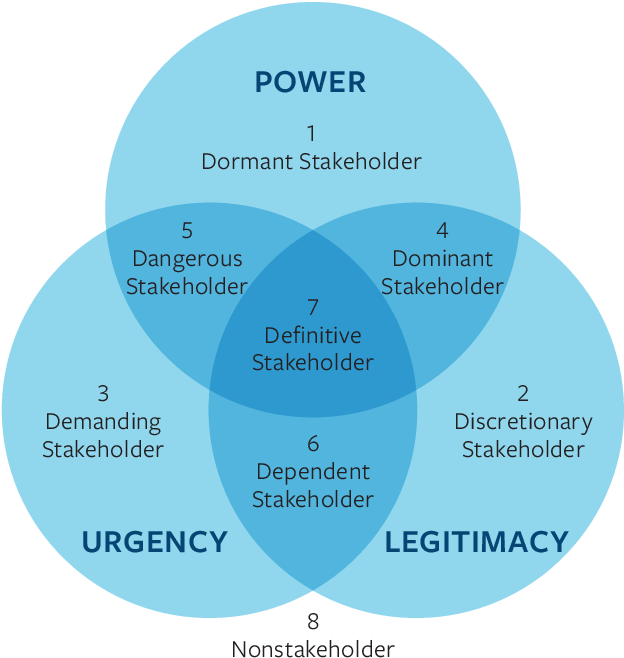 POWER
1
Dormant Stakeholder
5
Dangerous
Stakeholder
4
Dominant
Stakeholder
7
Definitive
Stakeholder
3
Demanding
Stakeholder
2
Discretionary
Stakeholder
6
Dependent
Stakeholder
URGENCY
LEGITIMACY
8
Nonstakeholder